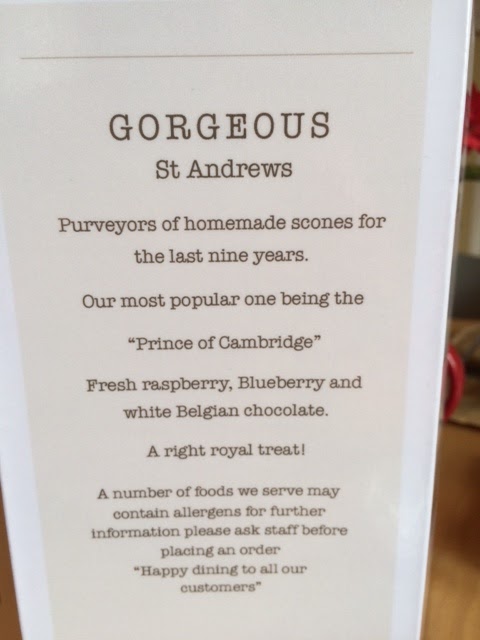 GORGEOUS
St Andrews
Purveyors of homemade scones for
the last nine years.
Our most popular one being the
“Prince of Cambridge”
Fresh raspberry, Blueberry and
white Belgian chocolate.
A right royal treat!
A number of foods we serve may
contain allergens for further
information please ask staff before
placing an order
“Happy dining to all our
customers”